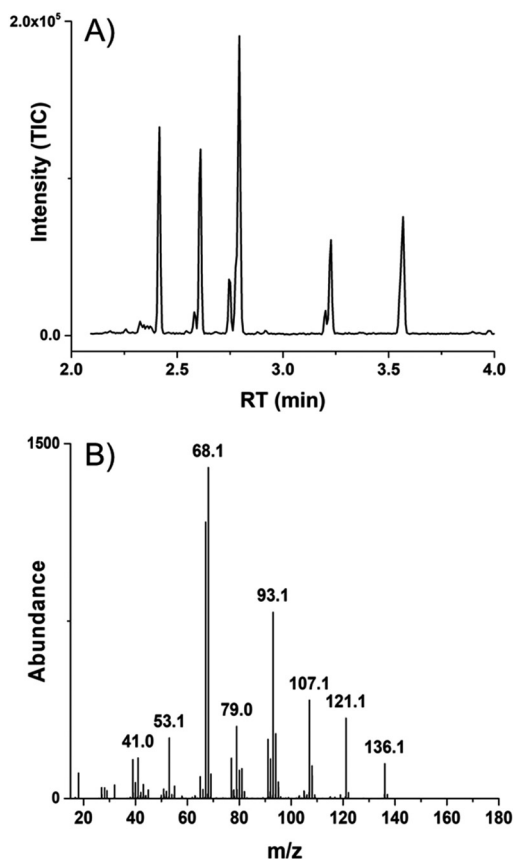 A)
2.0x10⁵
Intensity (TIC)
0.0
2.0 2.5 3.0 3.5 4.0
RT (min)
B)
1500
68.1
93.1
107.1
121.1
79.0
53.1
41.0
136.1
Abundance
0
20 40 60 80 100 120 140 160 180
m/z